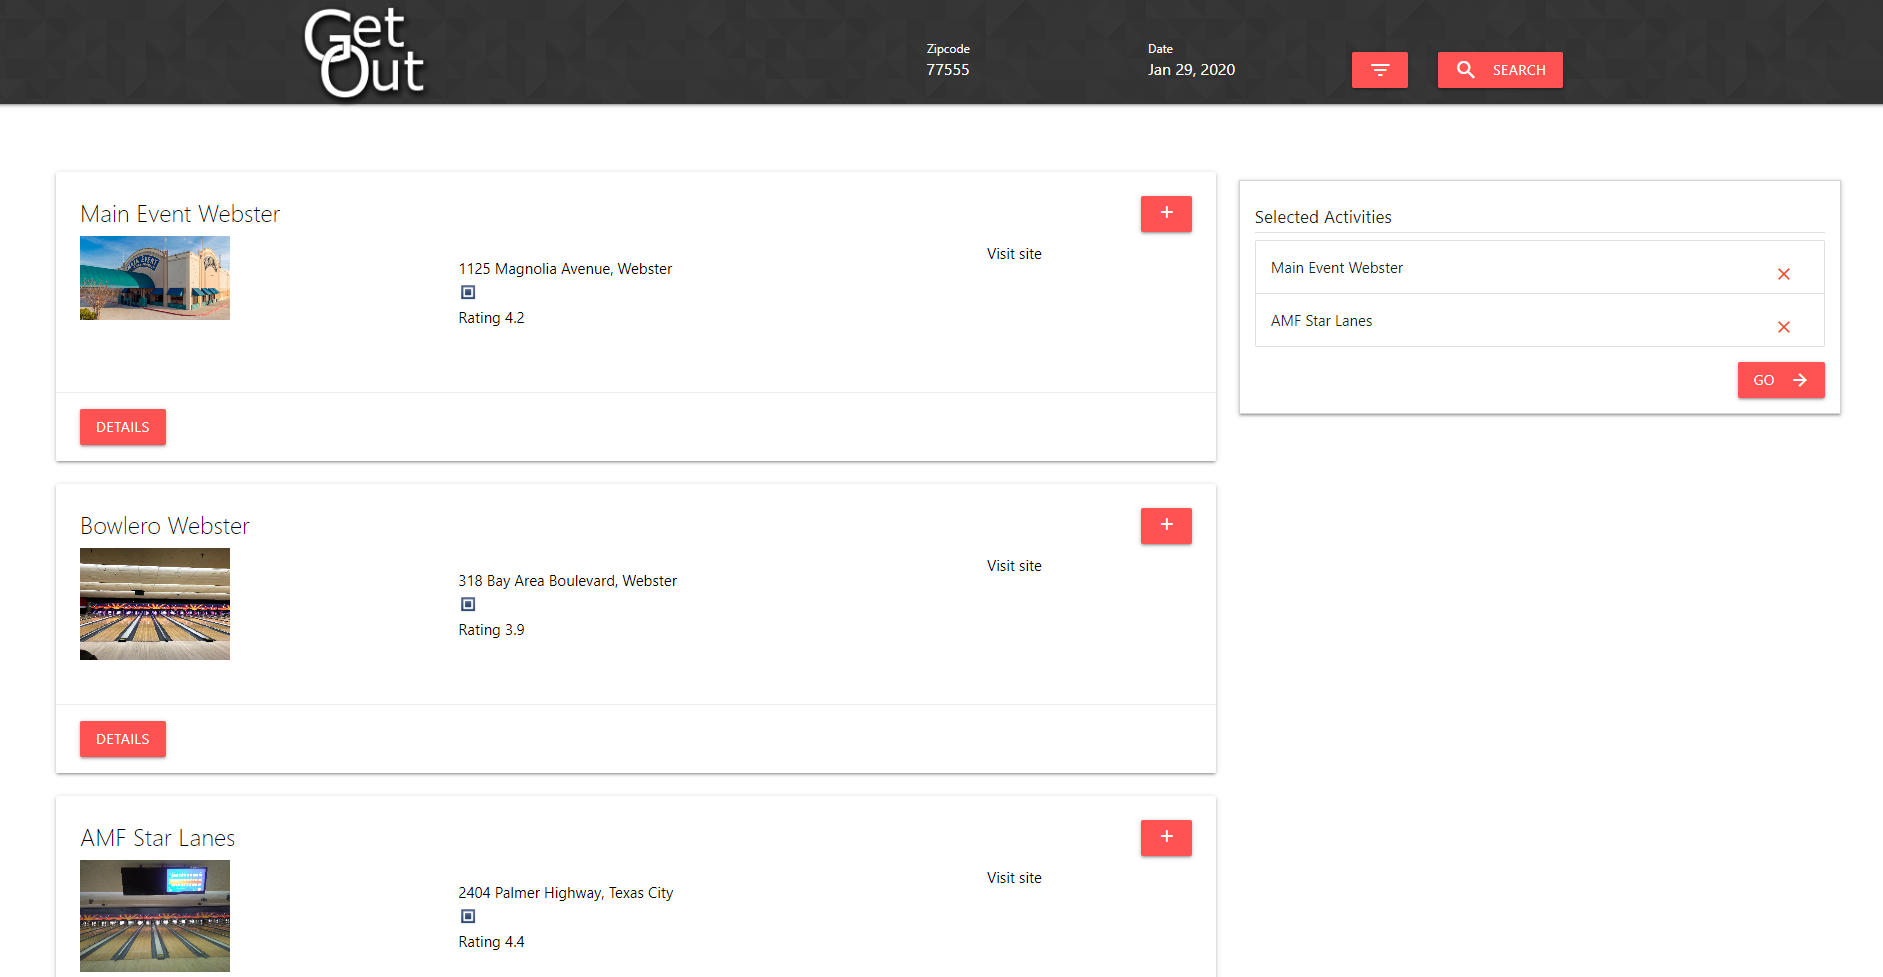 Get
Out
Zipcode
77555
Date
Jan 29, 2020
SEARCH
Main Event Webster
+
1125 Magnolia Avenue, Webster
Rating 4.2
Visit site
DETAILS
Bowlero Webster
+
318 Bay Area Boulevard, Webster
Rating 3.9
Visit site
DETAILS
AMF Star Lanes
+
2404 Palmer Highway, Texas City
Rating 4.4
Visit site
Selected Activities
Main Event Webster
AMF Star Lanes
GO